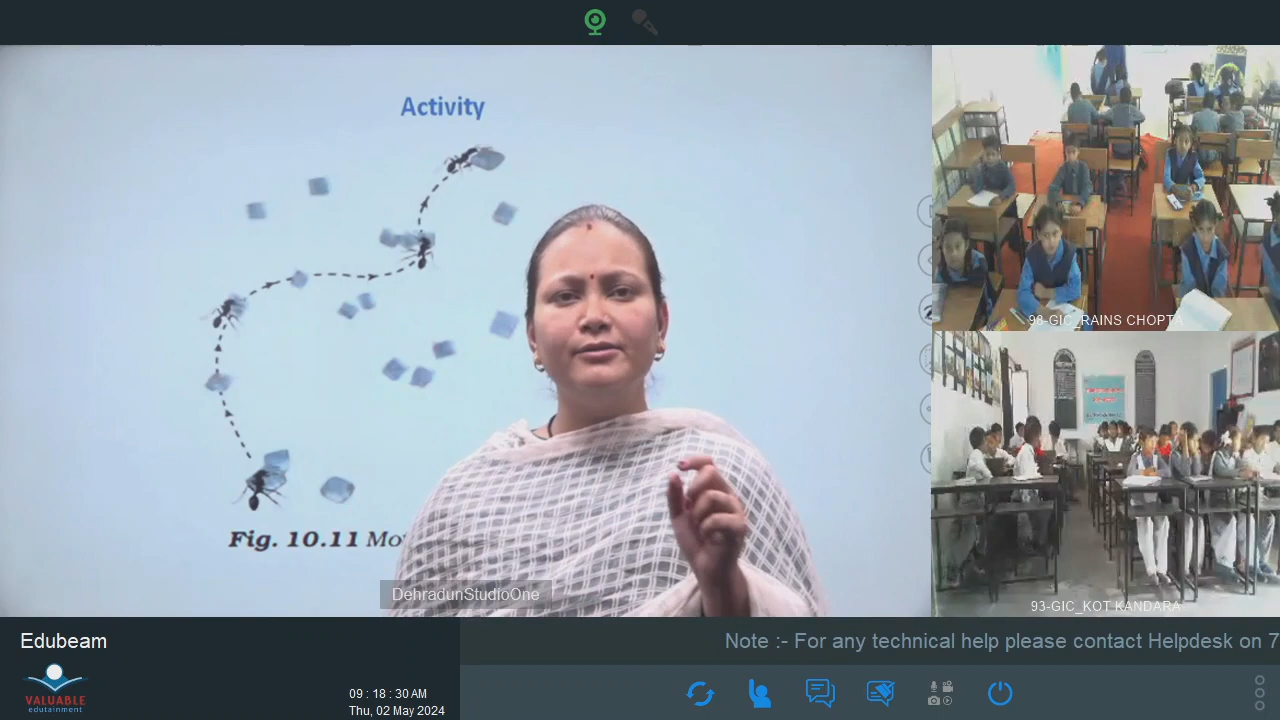 Activity
Fig. 10.11 Mo
DehradunStudioOne
98-GIC_RAINS CHOPTA
93-GIC_KOT KANDARA
Edubeam
Note :- For any technical help please contact Helpdesk on 7
VALUABLE
edutainment
09 : 18 : 30 AM
Thu, 02 May 2024